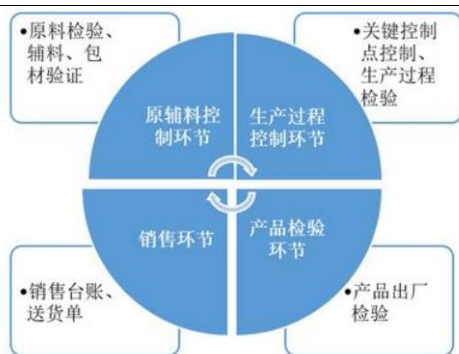 •原料检验、
辅料、包
材验证
•关键控制
点控制、
生产过程
检验
原辅料控
制环节
生产过程
控制环节
销售环节
产品检验
环节
•销售台账、
送货单
•产品出厂
检验